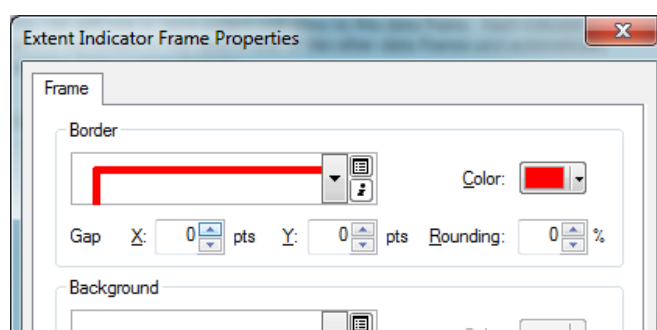 Extent Indicator Frame Properties
Frame
Border
Color:
Gap X: 0 pts Y: 0 pts Rounding: 0 %
Background